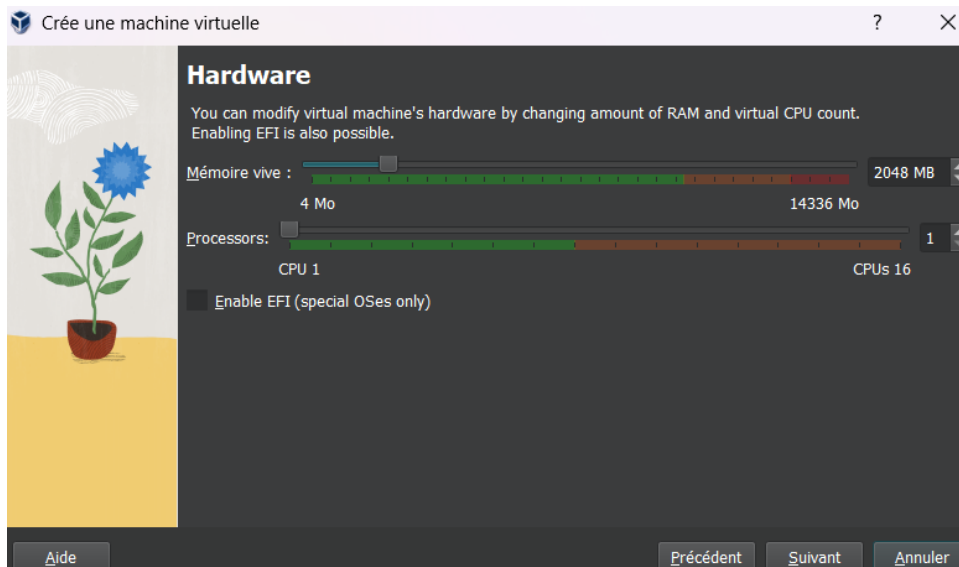 Crée une machine virtuelle
?
Hardware
You can modify virtual machine's hardware by changing amount of RAM and virtual CPU count.
Enabling EFI is also possible.
Mémoire vive :
2048 MB
4 Mo
14336 Mo
Processors:
1
CPU 1
CPUs 16
Enable EFI (special OSes only)
Aide
Précédent
Suivant
Annuler